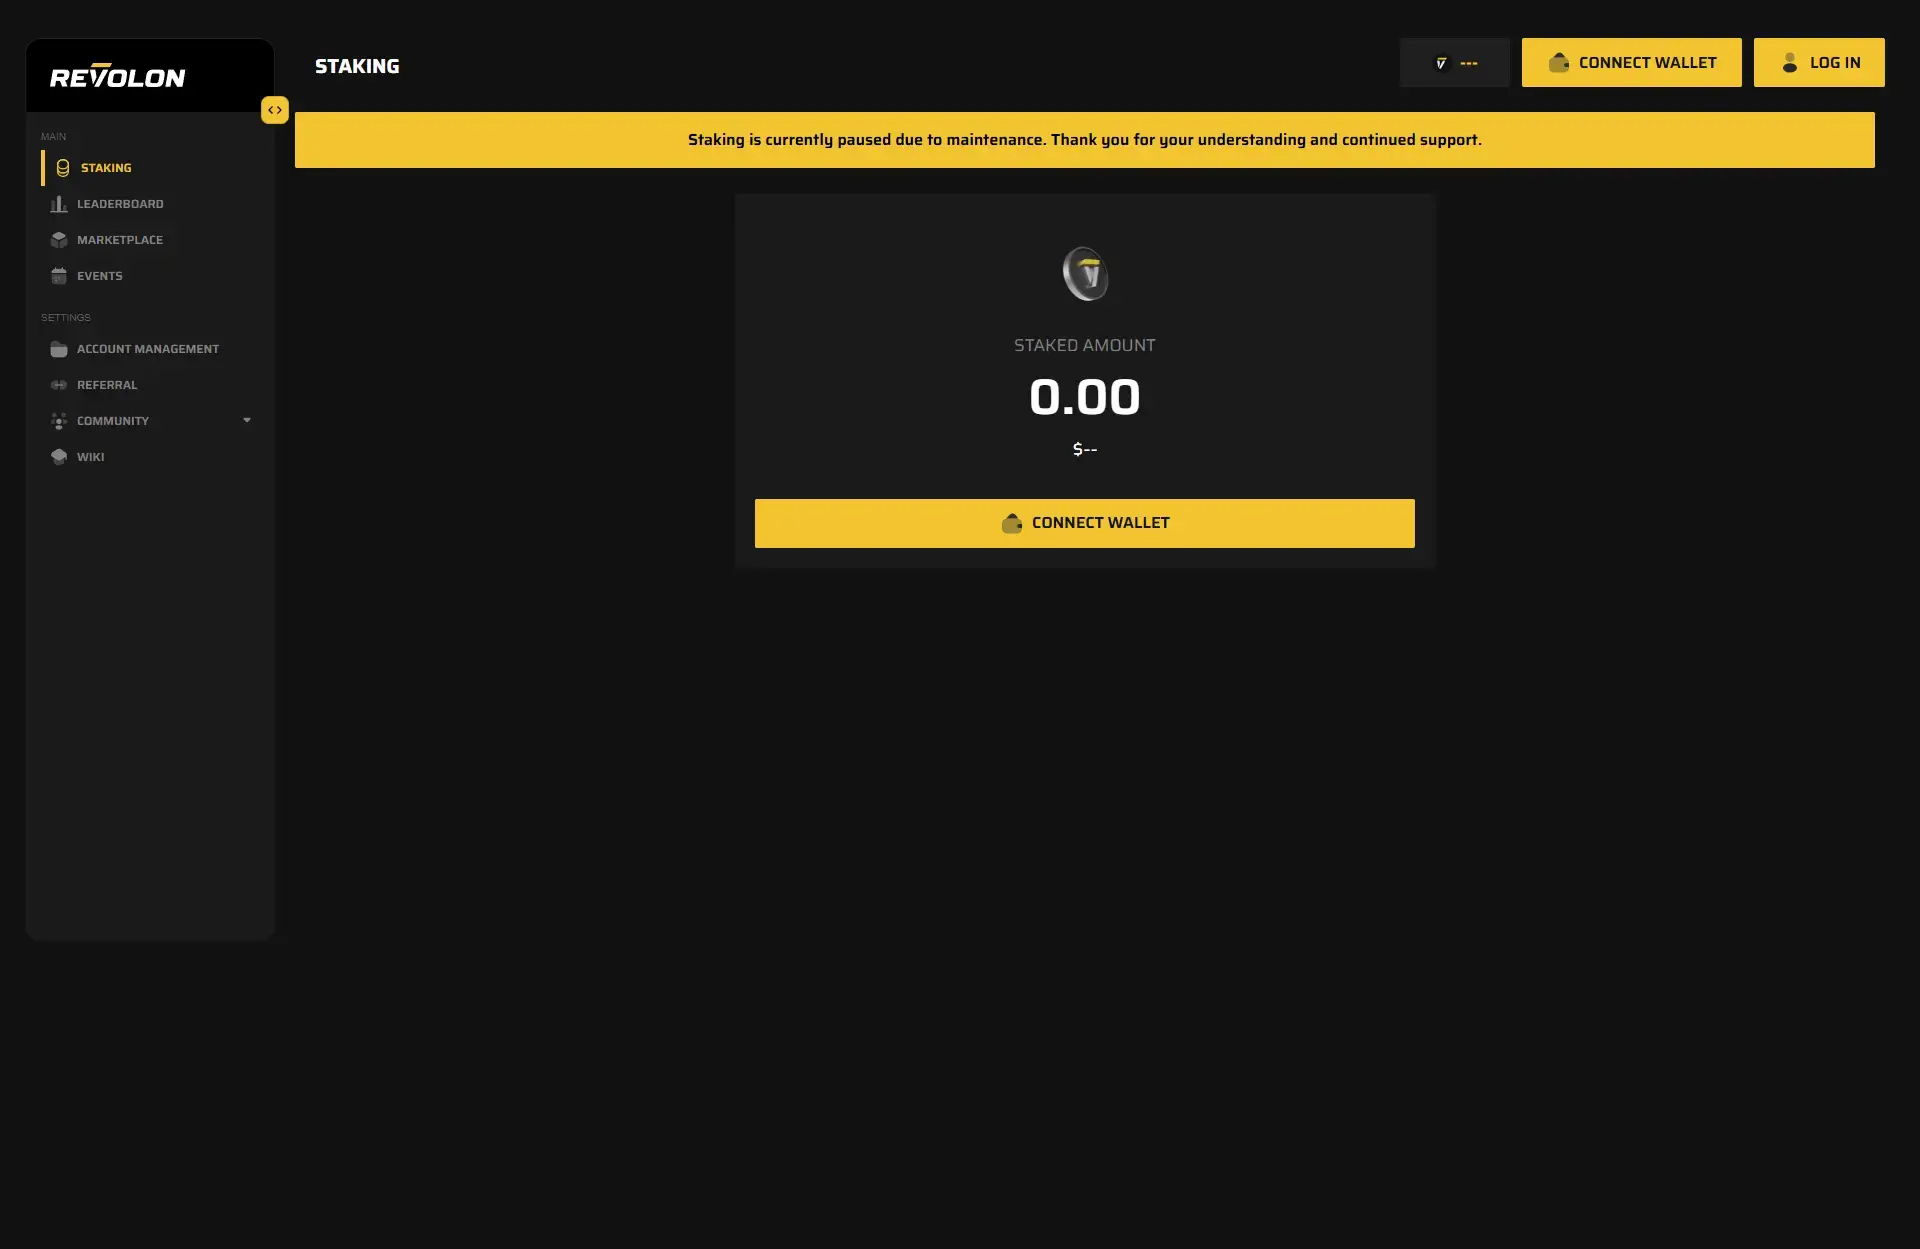 REVOLON
STAKING
---
CONNECT WALLET
LOG IN
Staking is currently paused due to maintenance. Thank you for your understanding and continued support.
MAIN
STAKING
LEADERBOARD
MARKETPLACE
EVENTS
SETTINGS
ACCOUNT MANAGEMENT
REFERRAL
COMMUNITY
WIKI
STAKED AMOUNT
0.00
$--
CONNECT WALLET